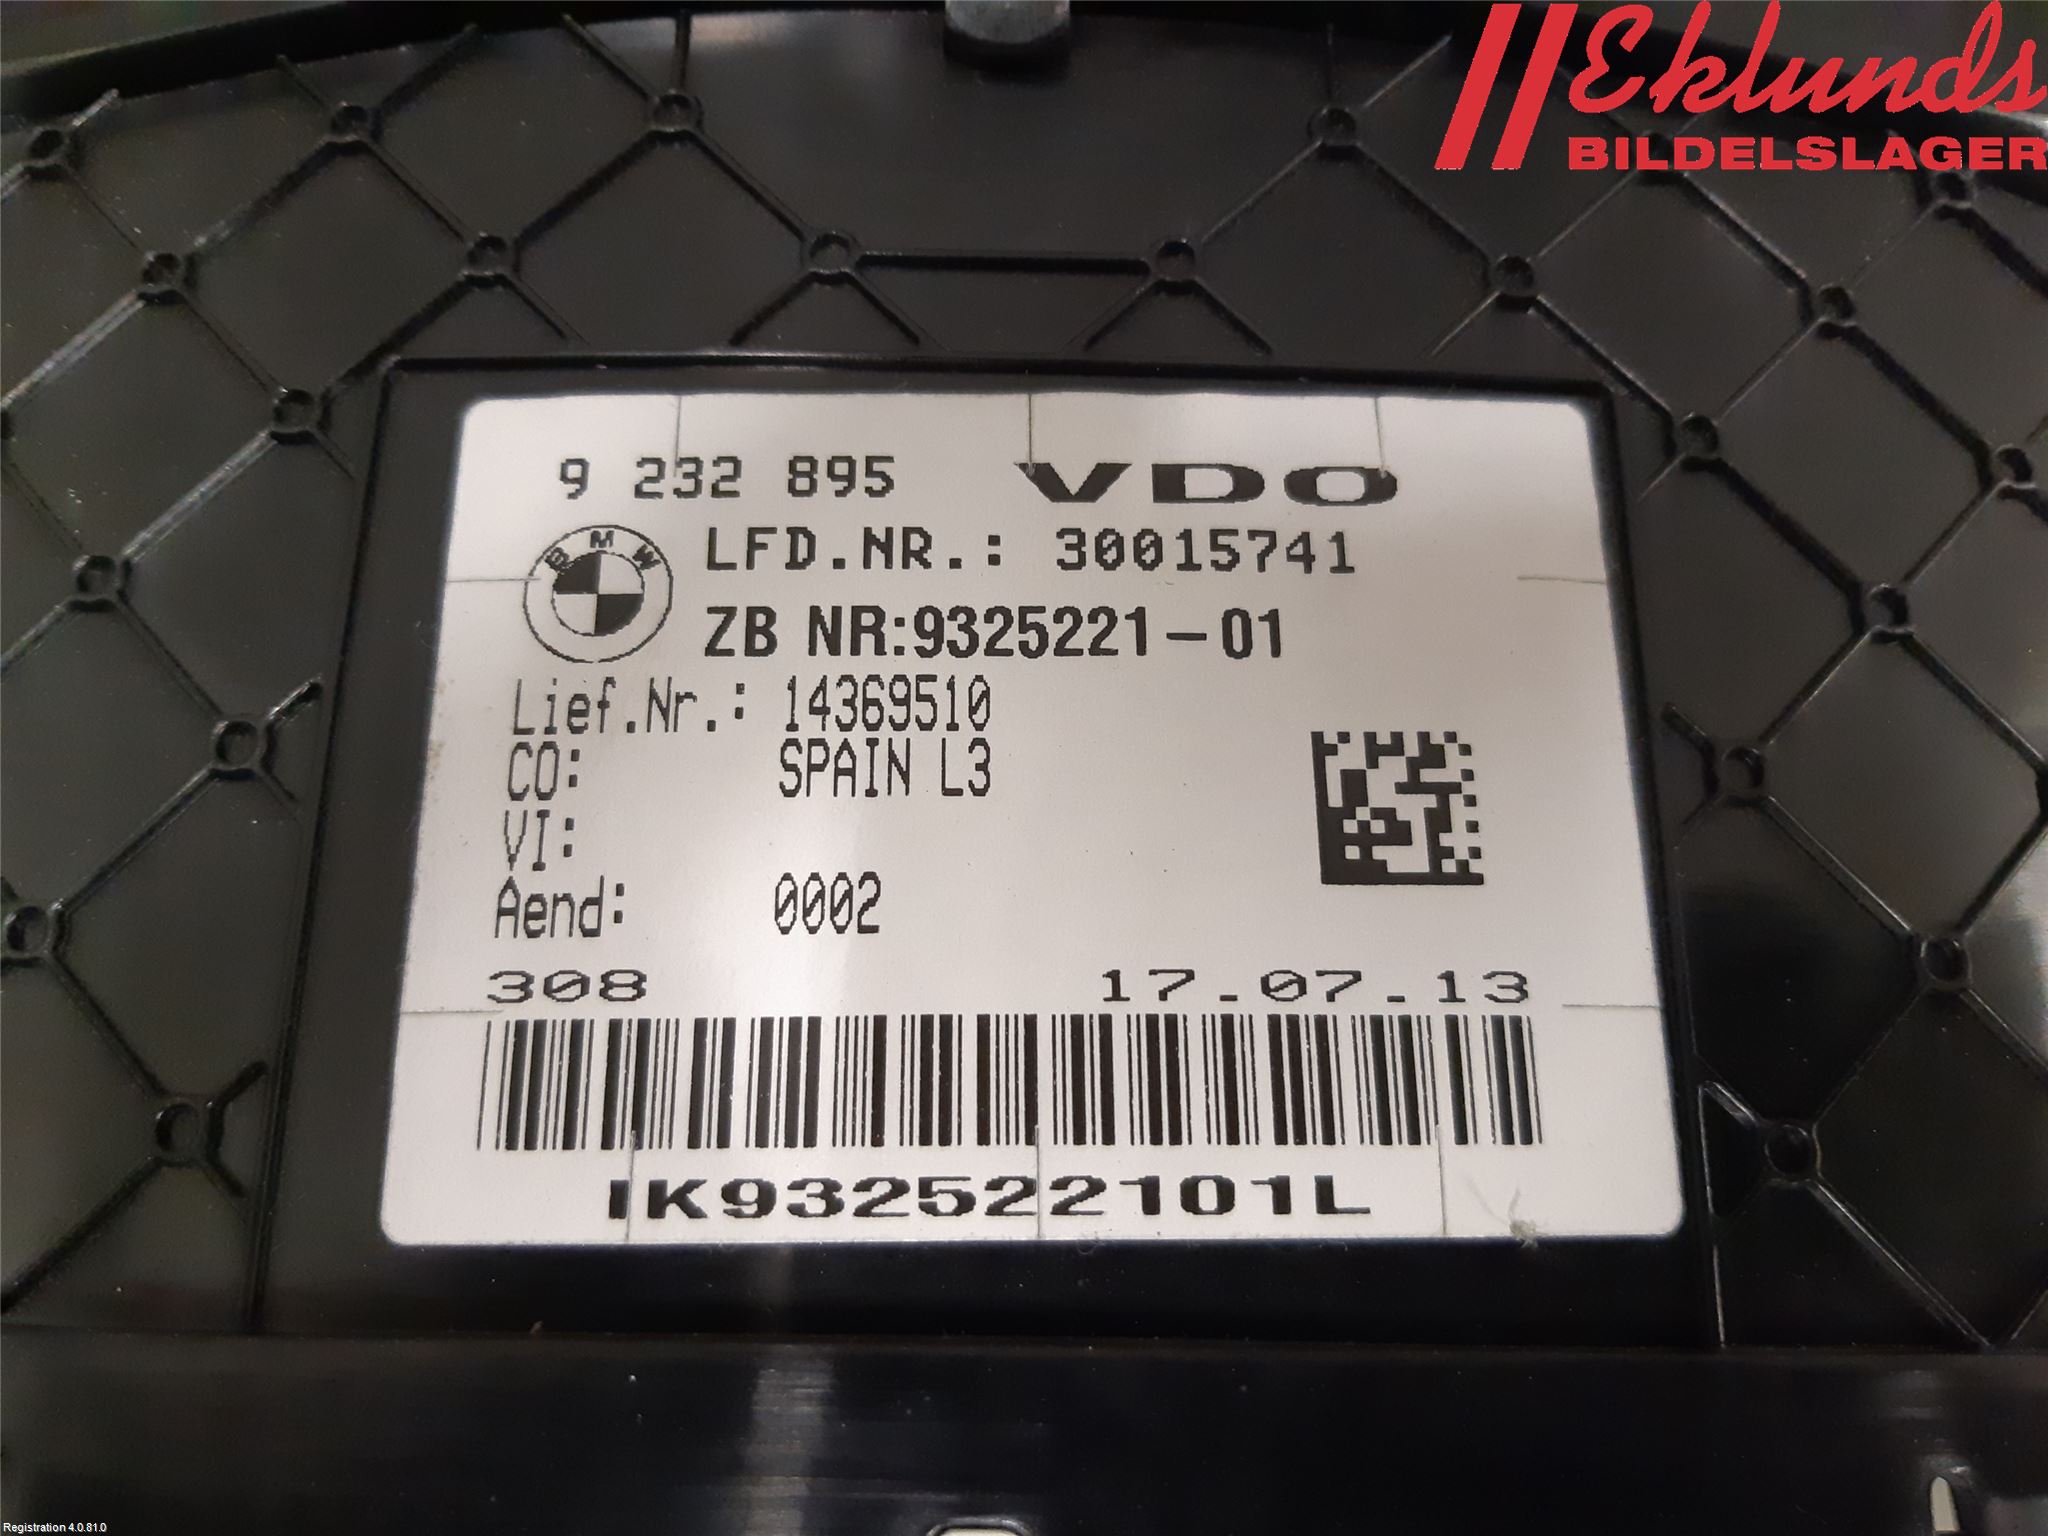 Eklunds
BILDELSLAGER
9 232 895 VDO
BMW
LFD.NR.: 30015741
ZB NR:9325221-01
Lief.Nr.: 14369510
CO: SPAIN L3
VI:
Aend: 0002
308 17.07.13
IK932522101L
Registration 4.0.81.0